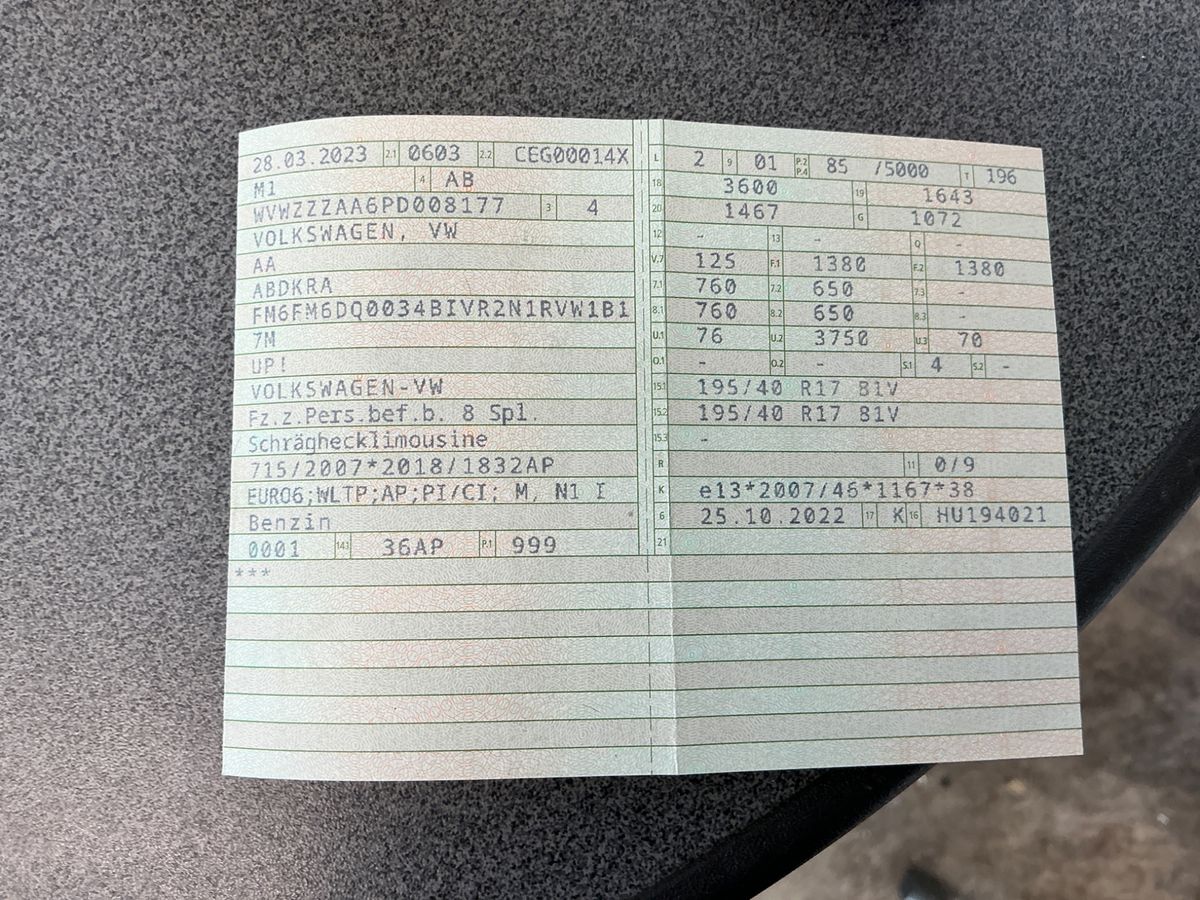 28.03.2023 2.1 0603 2.2 CEG00014X
M1 4 AB
WVWZZZAA6PD008177 3 4
VOLKSWAGEN, VW
AA
ABDKRA
FM6FM6DQ0034BIVR2N1RVW1B1
7M
UP!
VOLKSWAGEN-VW
Fz.z.Pers.bef.b. 8 Spl.
Schräghecklimousine
715/2007*2018/1832AP
EURO6;WLTP;AP;PI/CI; M, N1 I
Benzin
0001 14.1 36AP P.1 999
***
L 2 9 01 P.2 P.4 85 /5000 T 196
18 3600 19 1643
20 1467 G 1072
12 - 13 - Q -
V.7 125 F.1 1380 F.2 1380
7.1 760 7.2 650 7.3 -
8.1 760 8.2 650 8.3 -
U.1 76 U.2 3750 U.3 70
O.1 - O.2 - S.1 4 S.2 -
15.1 195/40 R17 81V
15.2 195/40 R17 81V
15.3 -
R 11 0/9
K e13*2007/46*1167*38
6 25.10.2022 17 K 16 HU194021
21